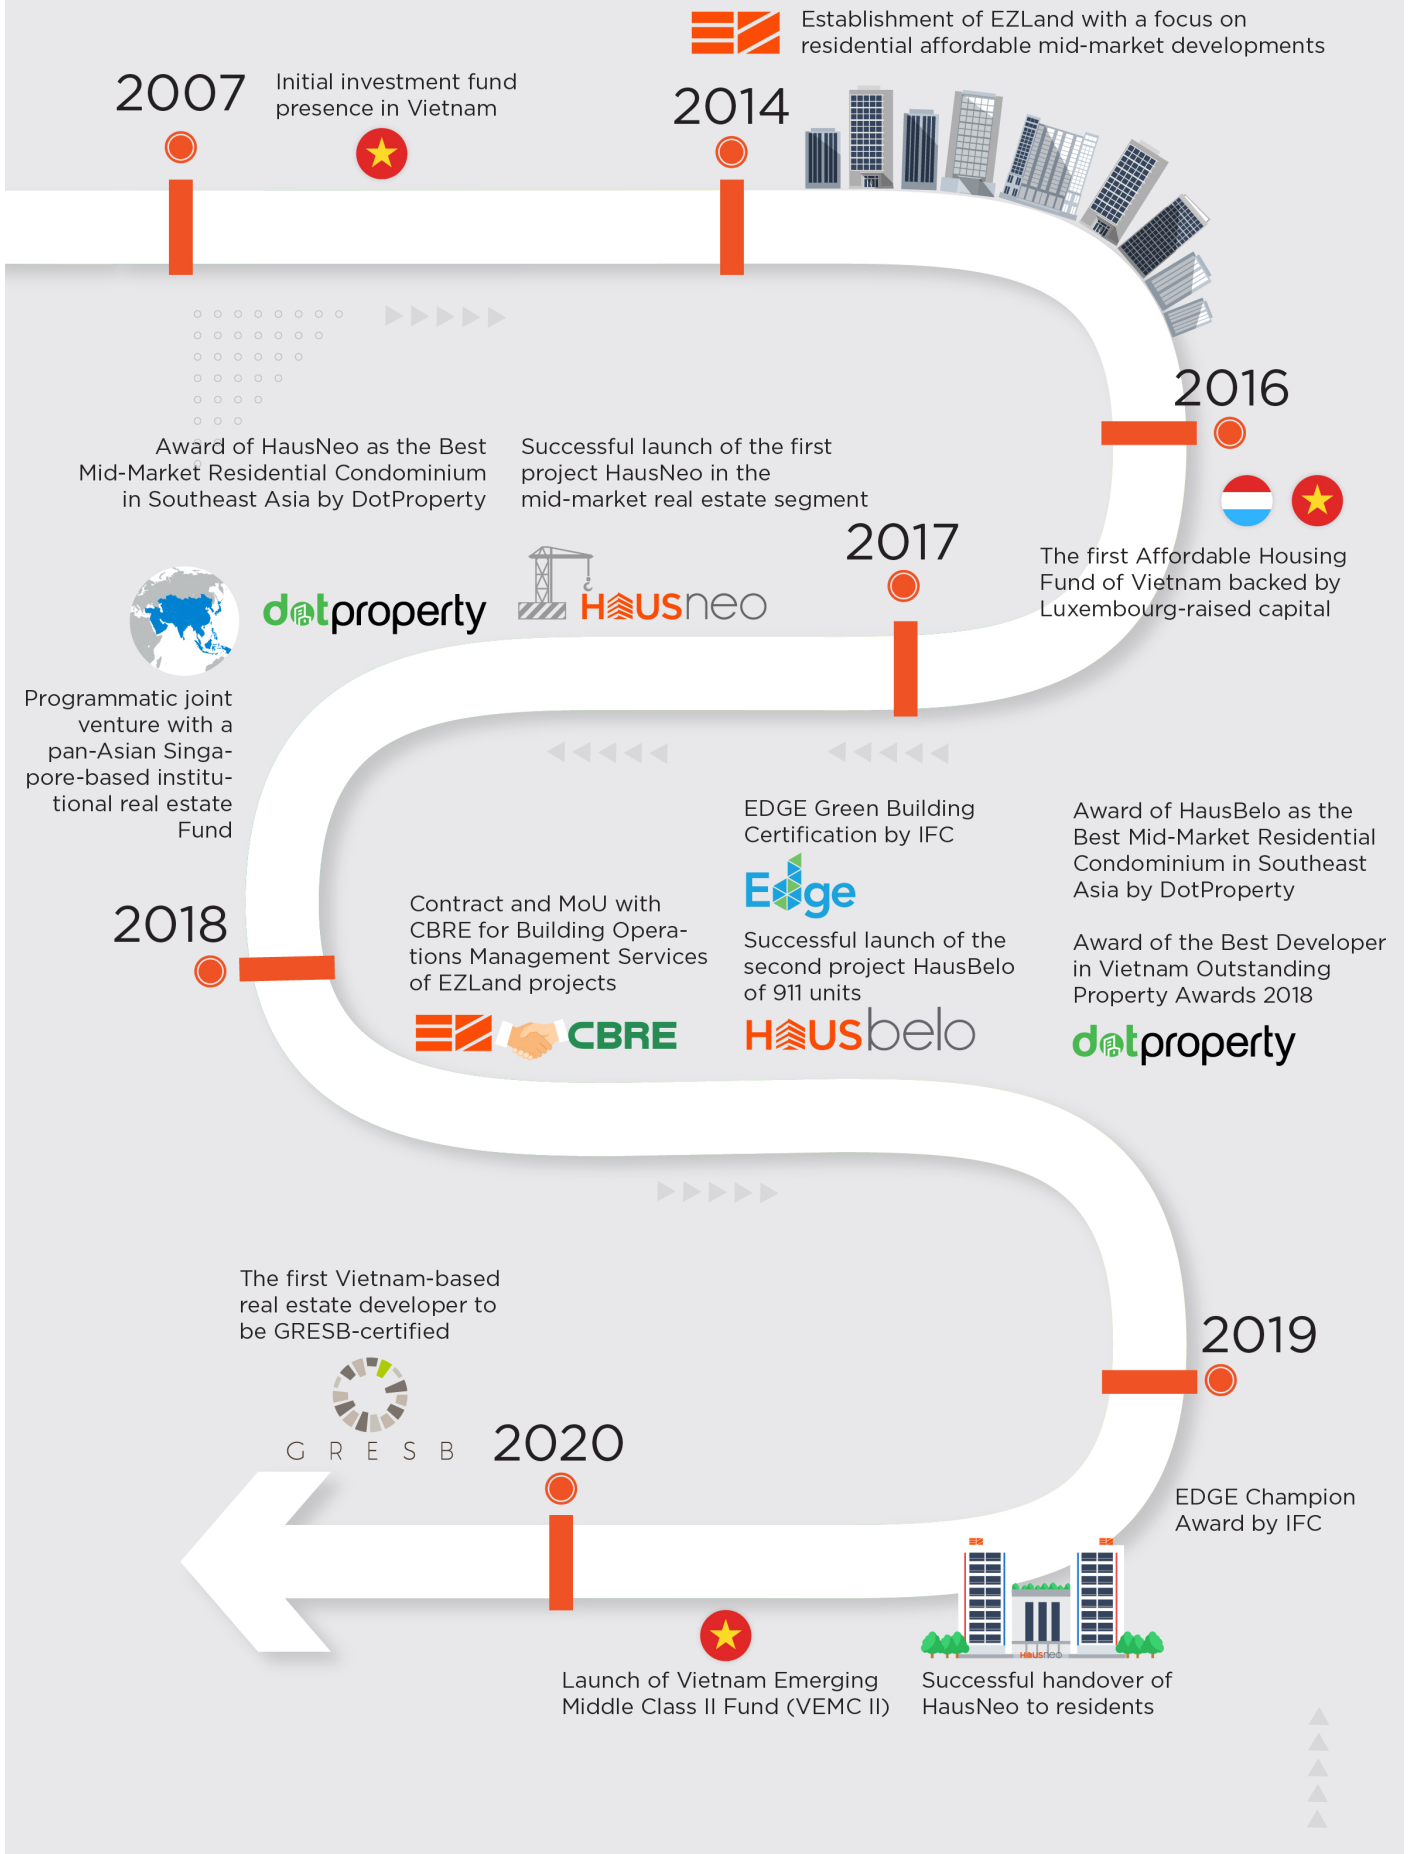 Establishment of EZLand with a focus on
residential affordable mid-market developments
2007
Initial investment fund
presence in Vietnam
2014
2016
The first Affordable Housing
Fund of Vietnam backed by
Luxembourg-raised capital
2017
Successful launch of the first
project HausNeo in the
mid-market real estate segment
HAUSneo
Award of HausNeo as the Best
Mid-Market Residential Condominium
in Southeast Asia by DotProperty
dotproperty
Programmatic joint
venture with a
pan-Asian Singa-
pore-based institu-
tional real estate
Fund
2018
Contract and MoU with
CBRE for Building Opera-
tions Management Services
of EZLand projects
EZ CBRE
EDGE Green Building
Certification by IFC
Edge
Successful launch of the
second project HausBelo
of 911 units
HAUSbelo
Award of HausBelo as the
Best Mid-Market Residential
Condominium in Southeast
Asia by DotProperty
Award of the Best Developer
in Vietnam Outstanding
Property Awards 2018
dotproperty
2019
EDGE Champion
Award by IFC
HAUSneo
Successful handover of
HausNeo to residents
2020
Launch of Vietnam Emerging
Middle Class II Fund (VEMC II)
The first Vietnam-based
real estate developer to
be GRESB-certified
GRESB